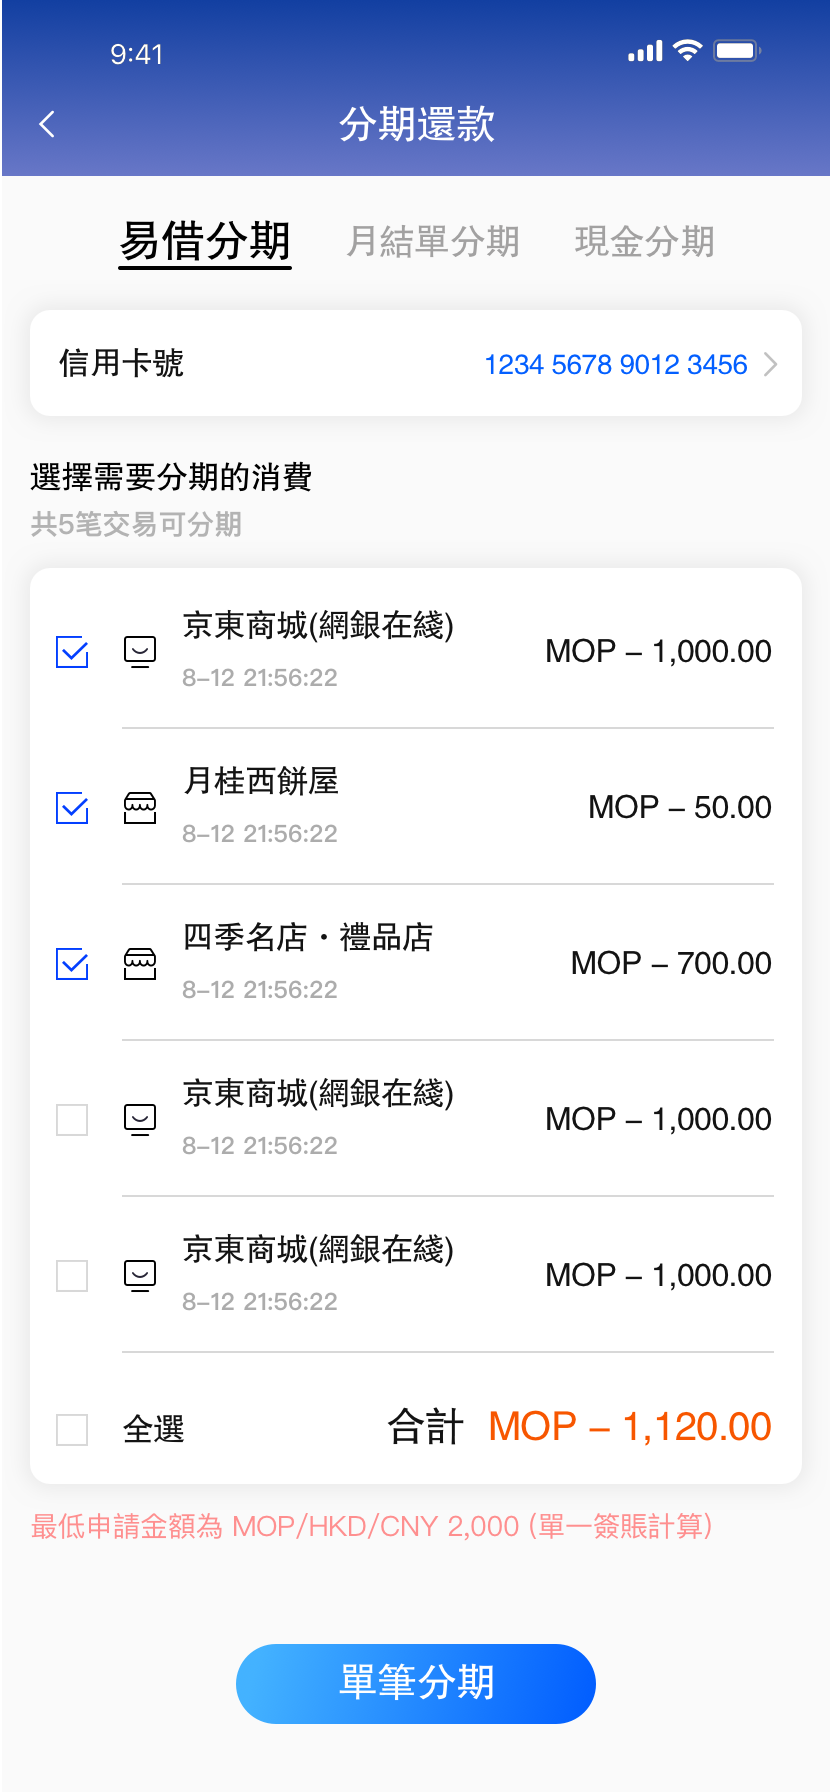 9:41
分期還款
易借分期 月結單分期 現金分期
信用卡號 1234 5678 9012 3456
選擇需要分期的消費
共5笔交易可分期
京東商城(網銀在綫)
MOP – 1,000.00
8–12 21:56:22
月桂西餅屋
MOP – 50.00
8–12 21:56:22
四季名店・禮品店
MOP – 700.00
8–12 21:56:22
京東商城(網銀在綫)
MOP – 1,000.00
8–12 21:56:22
京東商城(網銀在綫)
MOP – 1,000.00
8–12 21:56:22
全選 合計 MOP – 1,120.00
最低申請金額為 MOP/HKD/CNY 2,000 (單一簽賬計算)
單筆分期